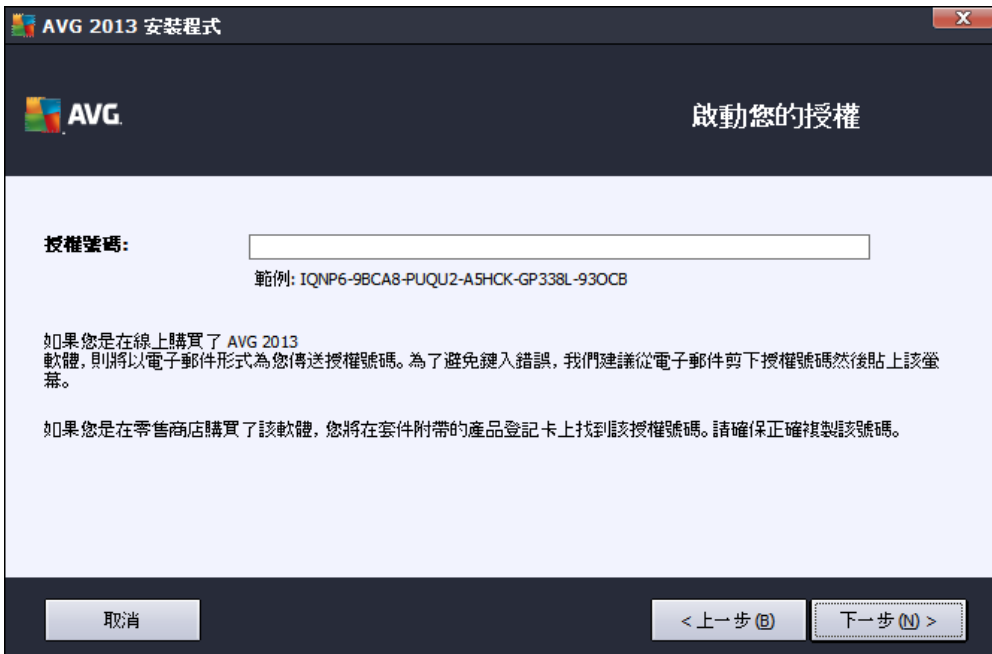 AVG 2013 安裝程式
X
AVG.
啟動您的授權
授權號碼:
範例: IQNP6-9BCA8-PUQU2-A5HCK-GP338L-93OCB
如果您是在線上購買了 AVG 2013
軟體, 則將以電子郵件形式為您傳送授權號碼。為了避免鍵入錯誤, 我們建議從電子郵件剪下授權號碼然後貼上該螢
幕。
如果您是在零售商店購買了該軟體, 您將在套件附帶的產品登記卡上找到該授權號碼。請確保正確複製該號碼。
取消
<上一步(B)
下一步(N) >